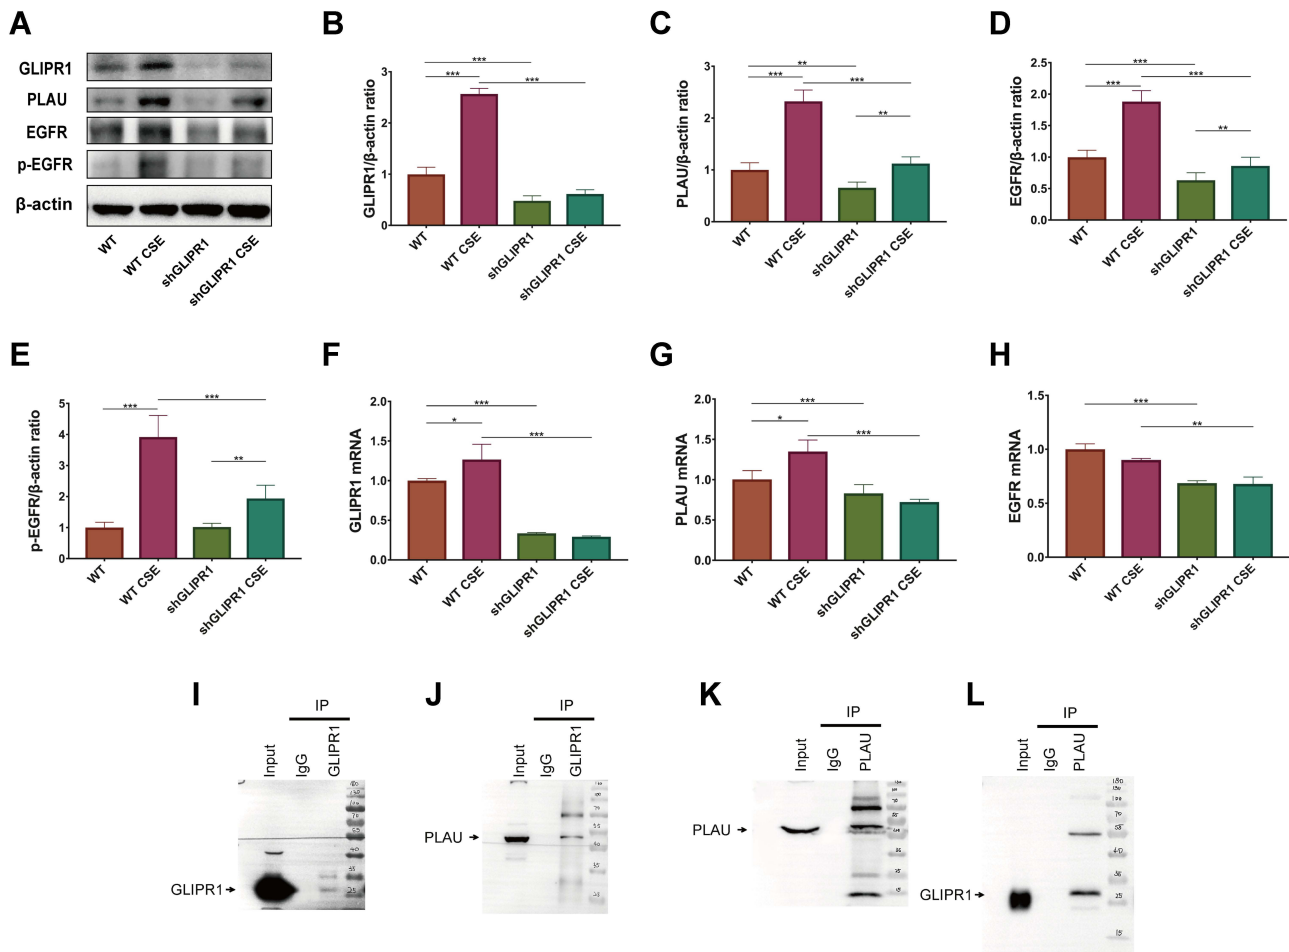 A
GLIPR1
PLAU
EGFR
p-EGFR
β-actin
WT
WT CSE
shGLIPR1
shGLIPR1 CSE
B
GLIPR1/β-actin ratio
3
2
1
0
***
***
***
WT
WT CSE
shGLIPR1
shGLIPR1 CSE
C
PLAU/β-actin ratio
3
2
1
0
**
***
***
**
WT
WT CSE
shGLIPR1
shGLIPR1 CSE
D
EGFR/β-actin ratio
2.5
2.0
1.5
1.0
0.5
0.0
***
***
***
**
WT
WT CSE
shGLIPR1
shGLIPR1 CSE
E
p-EGFR/β-actin ratio
5
4
3
2
1
0
***
***
**
WT
WT CSE
shGLIPR1
shGLIPR1 CSE
F
GLIPR1 mRNA
2.0
1.5
1.0
0.5
0.0
***
*
***
WT
WT CSE
shGLIPR1
shGLIPR1 CSE
G
PLAU mRNA
2.0
1.5
1.0
0.5
0.0
***
*
***
WT
WT CSE
shGLIPR1
shGLIPR1 CSE
H
EGFR mRNA
1.5
1.0
0.5
0.0
***
**
WT
WT CSE
shGLIPR1
shGLIPR1 CSE
I
IP
Input
IgG
GLIPR1
GLIPR1
J
IP
Input
IgG
GLIPR1
PLAU
K
IP
Input
IgG
PLAU
PLAU
L
IP
Input
IgG
PLAU
GLIPR1